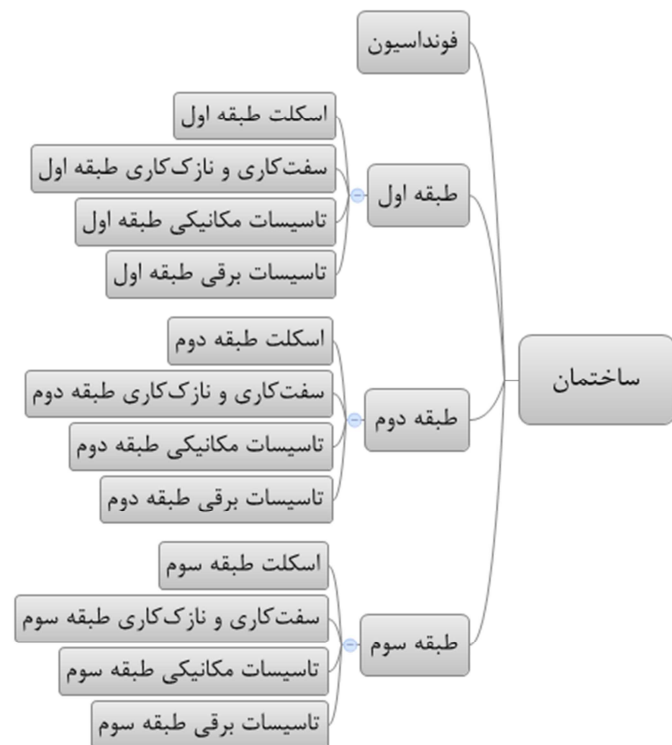 ساختمان
فونداسیون
طبقه اول
اسکلت طبقه اول
سفت‌کاری و نازک‌کاری طبقه اول
تاسیسات مکانیکی طبقه اول
تاسیسات برقی طبقه اول
طبقه دوم
اسکلت طبقه دوم
سفت‌کاری و نازک‌کاری طبقه دوم
تاسیسات مکانیکی طبقه دوم
تاسیسات برقی طبقه دوم
طبقه سوم
اسکلت طبقه سوم
سفت‌کاری و نازک‌کاری طبقه سوم
تاسیسات مکانیکی طبقه سوم
تاسیسات برقی طبقه سوم